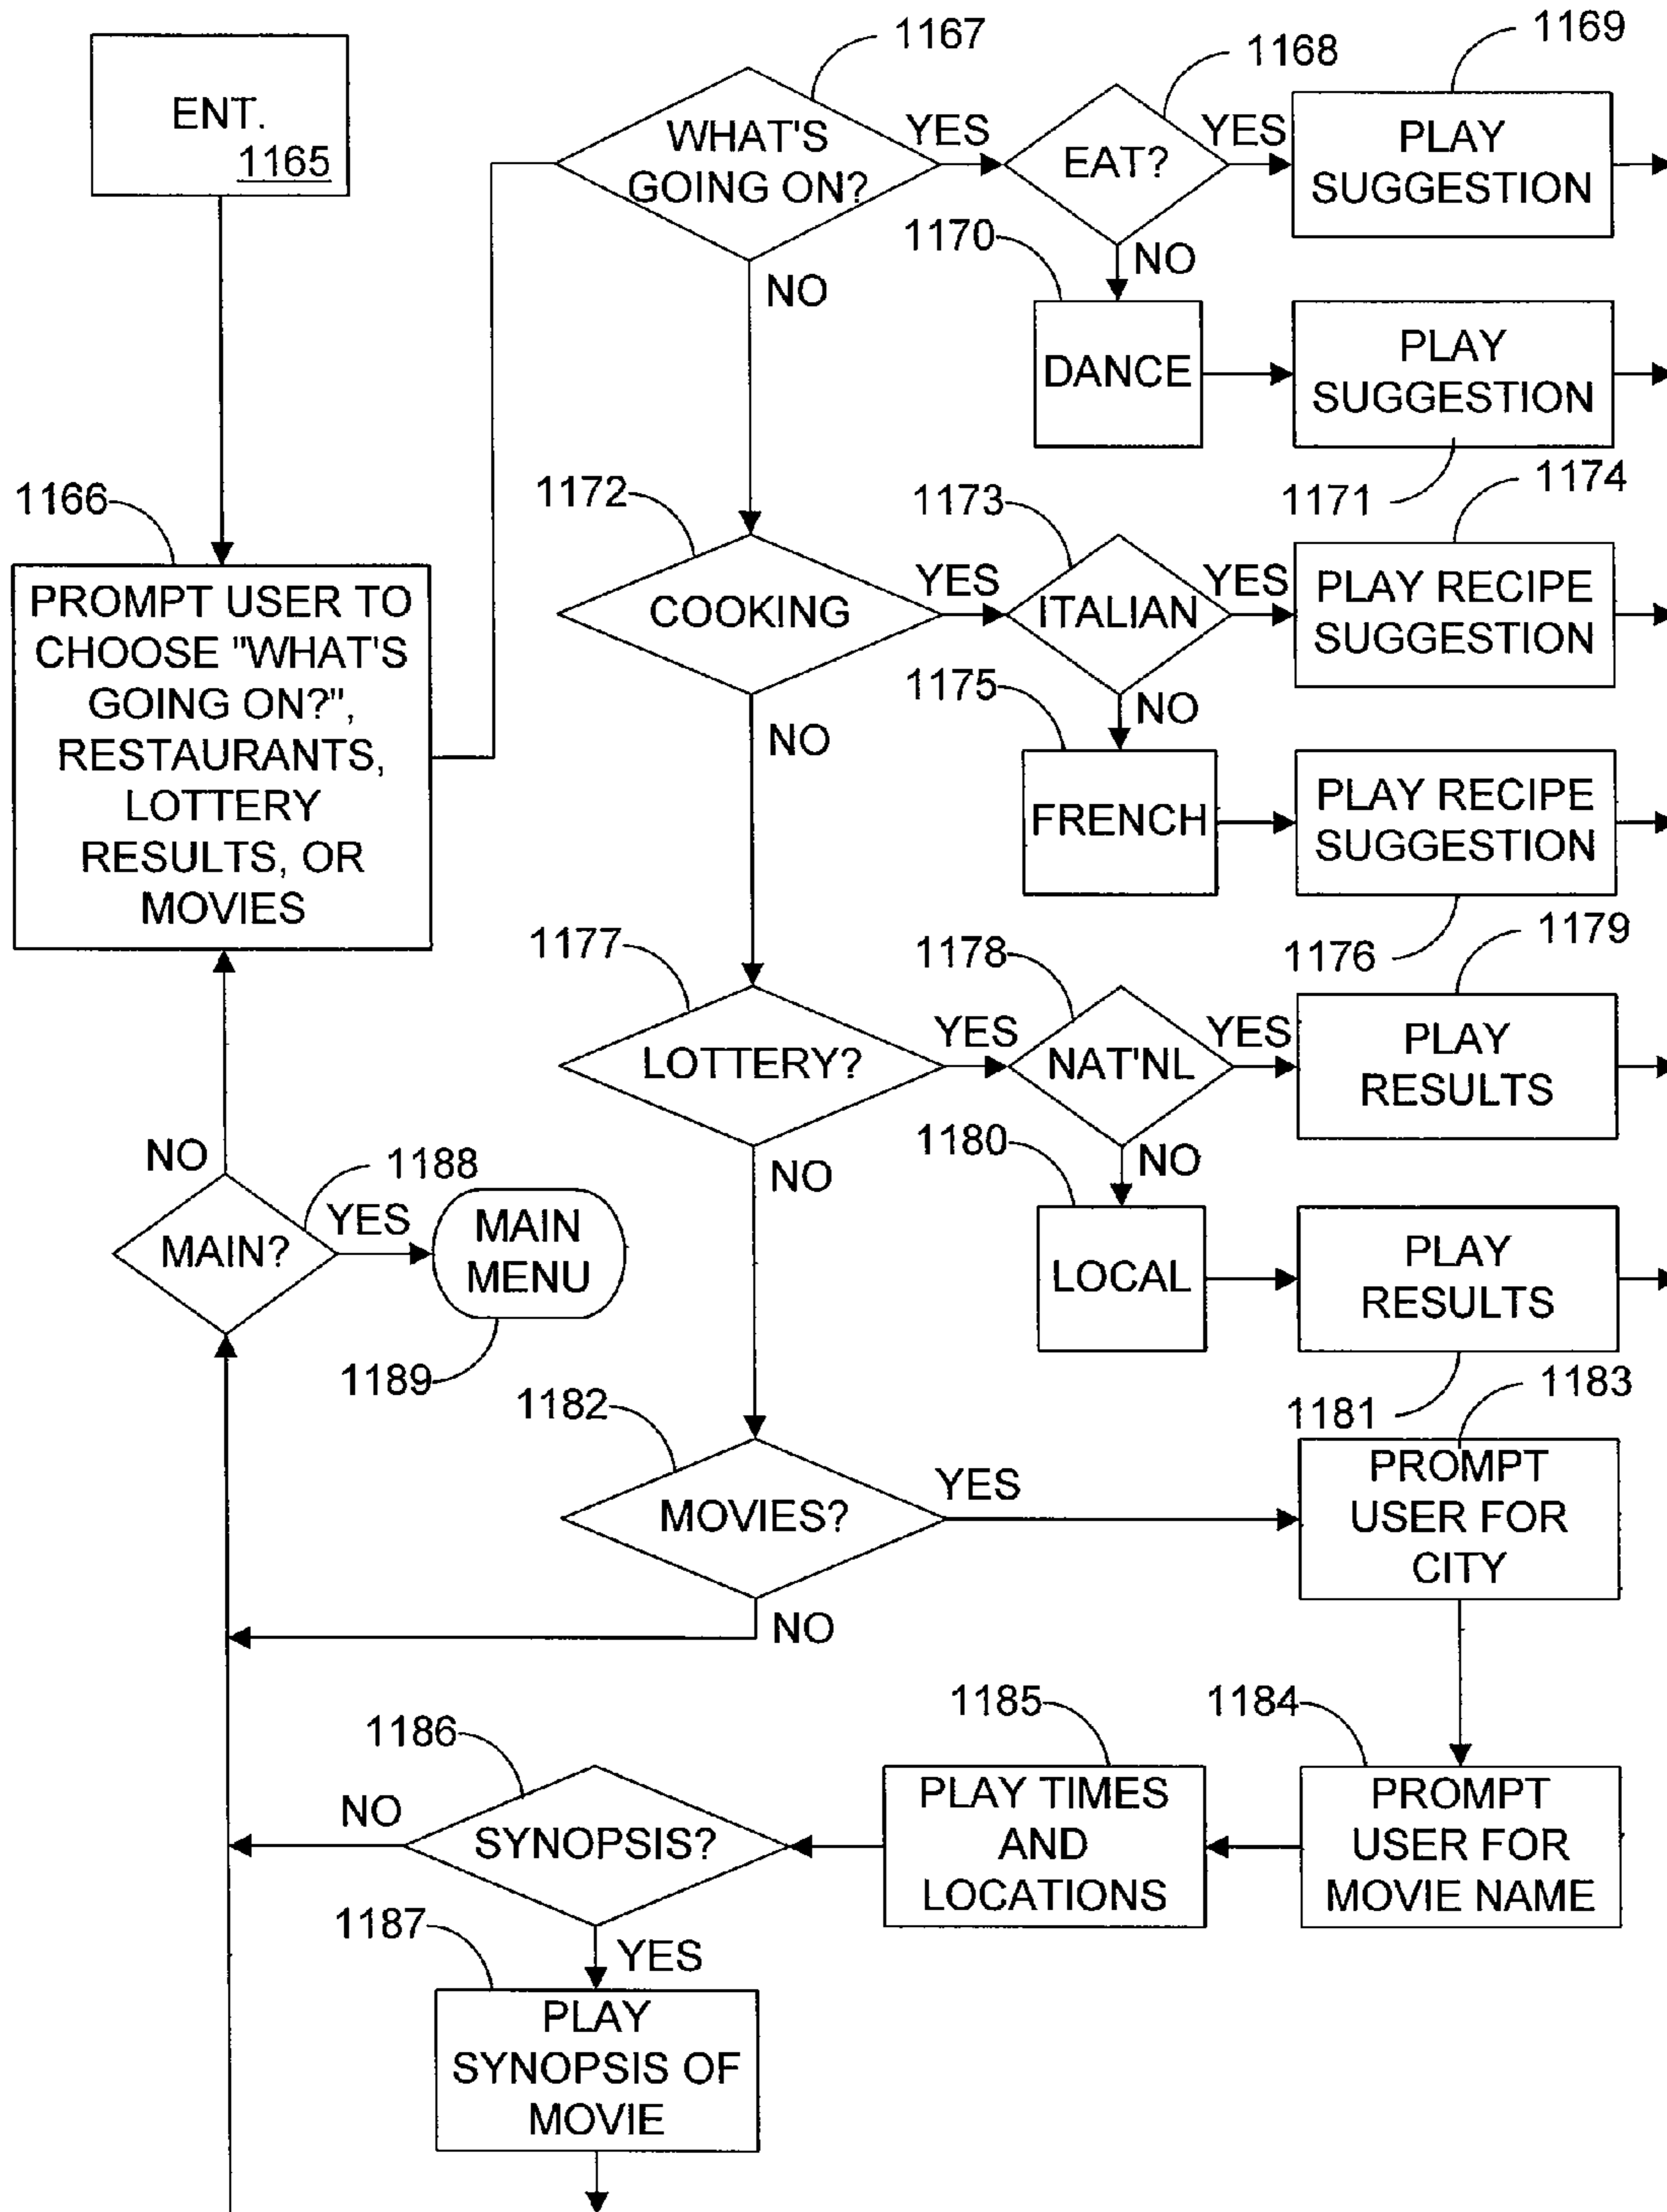 ENT.
1165
1167
WHAT'S
GOING ON?
YES
1168
EAT?
YES
1169
PLAY
SUGGESTION
NO
NO
1170
DANCE
PLAY
SUGGESTION
1171
1166
PROMPT USER TO
CHOOSE "WHAT'S
GOING ON?",
RESTAURANTS,
LOTTERY
RESULTS, OR
MOVIES
1172
COOKING
YES
1173
ITALIAN
YES
1174
PLAY RECIPE
SUGGESTION
NO
NO
1175
FRENCH
PLAY RECIPE
SUGGESTION
1176
1177
LOTTERY?
YES
1178
NAT'NL
YES
1179
PLAY
RESULTS
NO
NO
1180
LOCAL
PLAY
RESULTS
1181
NO
1188
MAIN?
YES
MAIN
MENU
1189
1182
MOVIES?
YES
1183
PROMPT
USER FOR
CITY
NO
1184
PROMPT
USER FOR
MOVIE NAME
1185
PLAY TIMES
AND
LOCATIONS
1186
SYNOPSIS?
NO
YES
1187
PLAY
SYNOPSIS OF
MOVIE